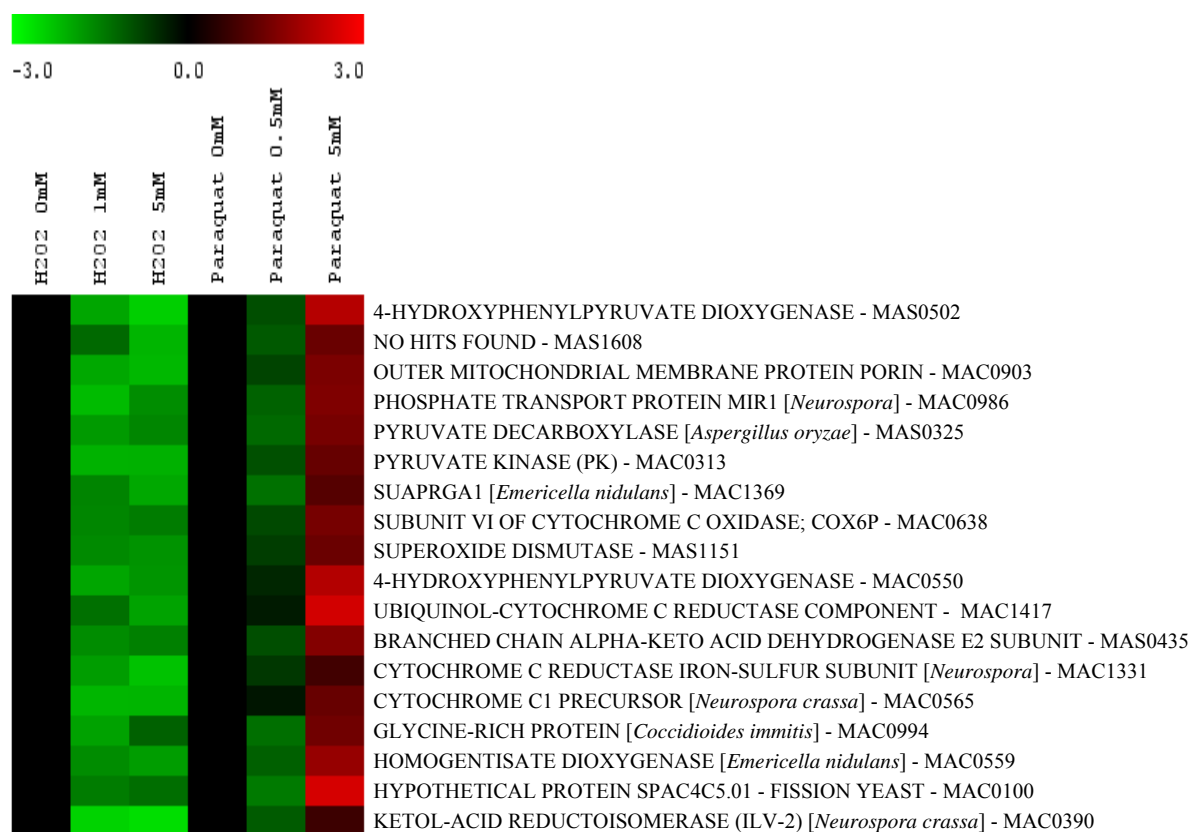 -3.0 0.0 3.0
H2O2 0mM
H2O2 1mM
H2O2 5mM
Paraquat 0mM
Paraquat 0.5mM
Paraquat 5mM
4-HYDROXYPHENYLPYRUVATE DIOXYGENASE - MAS0502
NO HITS FOUND - MAS1608
OUTER MITOCHONDRIAL MEMBRANE PROTEIN PORIN - MAC0903
PHOSPHATE TRANSPORT PROTEIN MIR1 [Neurospora] - MAC0986
PYRUVATE DECARBOXYLASE [Aspergillus oryzae] - MAS0325
PYRUVATE KINASE (PK) - MAC0313
SUAPRGA1 [Emericella nidulans] - MAC1369
SUBUNIT VI OF CYTOCHROME C OXIDASE; COX6P - MAC0638
SUPEROXIDE DISMUTASE - MAS1151
4-HYDROXYPHENYLPYRUVATE DIOXYGENASE - MAC0550
UBIQUINOL-CYTOCHROME C REDUCTASE COMPONENT - MAC1417
BRANCHED CHAIN ALPHA-KETO ACID DEHYDROGENASE E2 SUBUNIT - MAS0435
CYTOCHROME C REDUCTASE IRON-SULFUR SUBUNIT [Neurospora] - MAC1331
CYTOCHROME C1 PRECURSOR [Neurospora crassa] - MAC0565
GLYCINE-RICH PROTEIN [Coccidioides immitis] - MAC0994
HOMOGENTISATE DIOXYGENASE [Emericella nidulans] - MAC0559
HYPOTHETICAL PROTEIN SPAC4C5.01 - FISSION YEAST - MAC0100
KETOL-ACID REDUCTOISOMERASE (ILV-2) [Neurospora crassa] - MAC0390